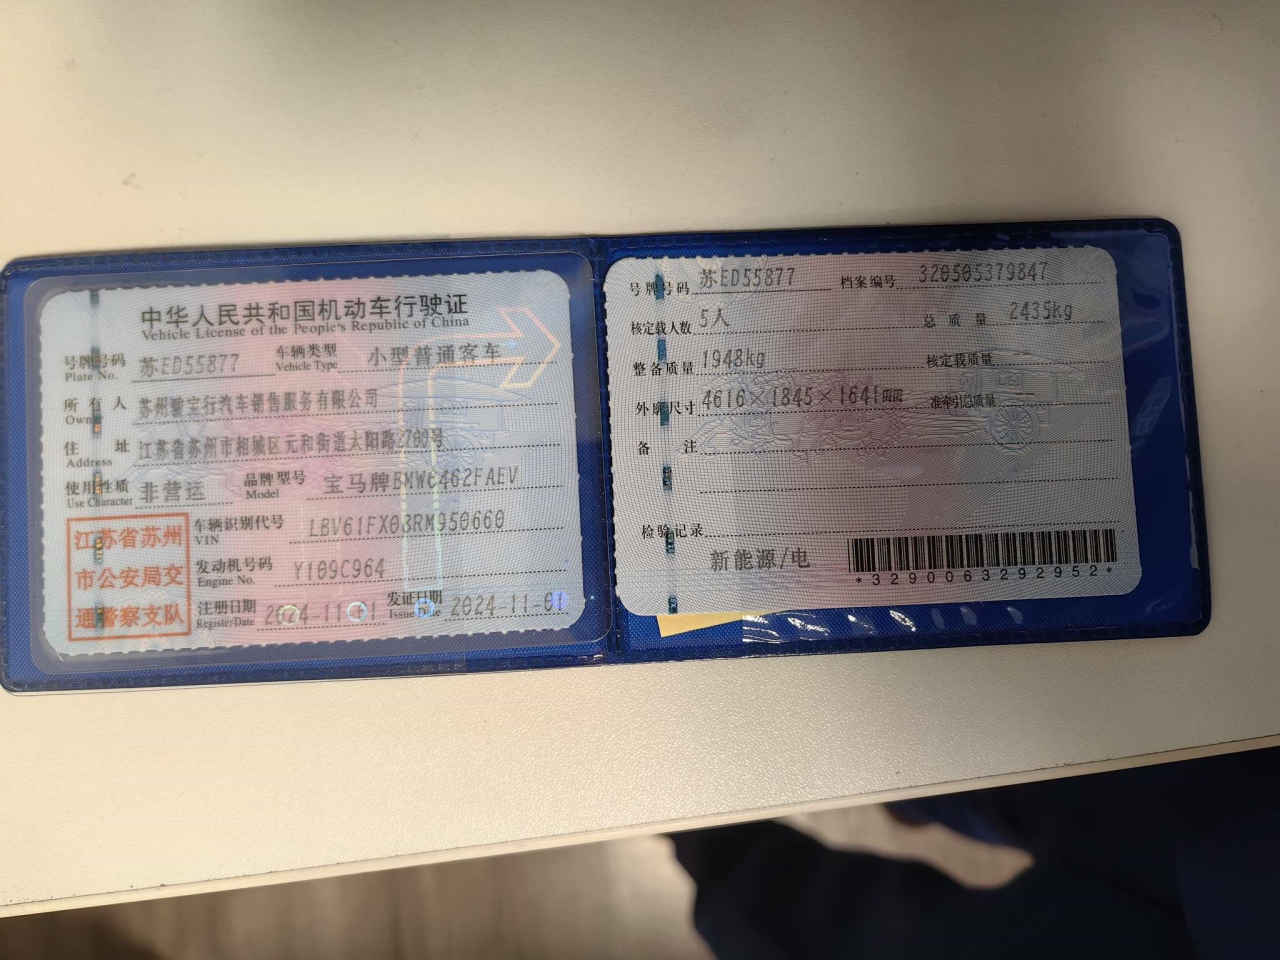 中华人民共和国机动车行驶证
Vehicle License of the People's Republic of China
号牌号码 苏ED55877 车辆类型 小型普通客车
Plate No. Vehicle Type
所有人 苏州骏宝行汽车销售服务有限公司
Owner
住址 江苏省苏州市相城区元和街道太阳路2700号
Address
使用性质 非营运 品牌型号 宝马牌BMW6462FAEV
Use Character Model
江苏省苏州
市公安局交
通警察支队
车辆识别代号 LBV61FX08RM950660
VIN
发动机号码 Y109C964
Engine No.
注册日期 2024-11-01 发证日期 2024-11-01
Register Date Issue Date
号牌号码 苏ED55877 档案编号 320505379847
核定载人数 5人 总质量 2435kg
整备质量 1948kg 核定载质量
外廓尺寸 4616×1845×1641mm 准牵引总质量
备注
检验记录
新能源/电
*3290063292952*